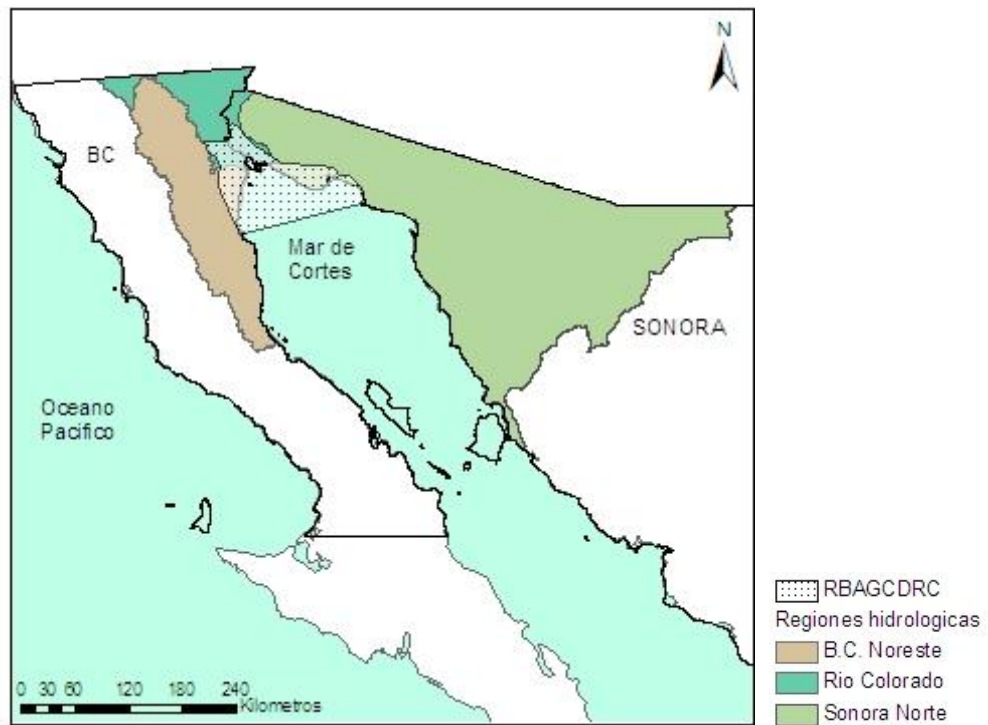 N
BC
Mar de
Cortes
SONORA
Oceano
Pacifico
RBAGCDRC
Regiones hidrologicas
B.C. Noreste
Rio Colorado
Sonora Norte
0 30 60 120 180 240
Kilometros